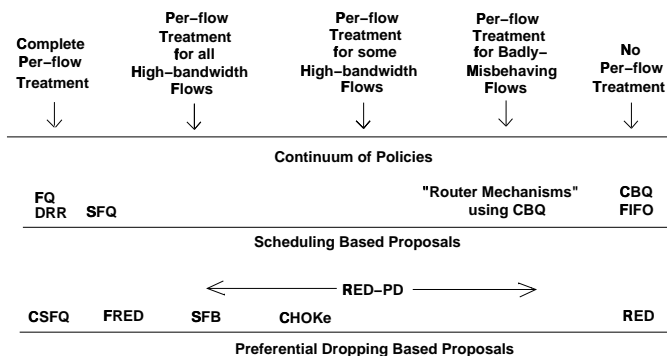 Complete
Per-flow
Treatment
Per-flow
Treatment
for all
High-bandwidth
Flows
Per-flow
Treatment
for some
High-bandwidth
Flows
Per-flow
Treatment
for Badly-
Misbehaving
Flows
No
Per-flow
Treatment
Continuum of Policies
FQ
DRR SFQ
"Router Mechanisms"
using CBQ
CBQ
FIFO
Scheduling Based Proposals
RED-PD
CSFQ FRED SFB CHOKe RED
Preferential Dropping Based Proposals